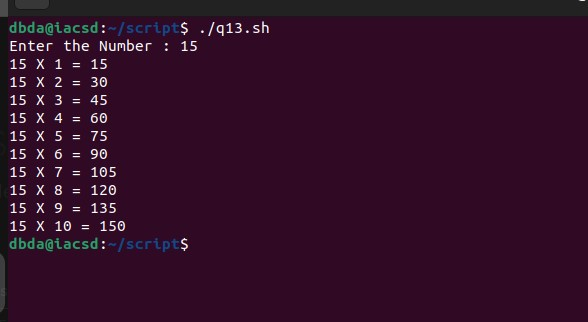 dbda@iacsd:~/script$ ./q13.sh
Enter the Number : 15
15 X 1 = 15
15 X 2 = 30
15 X 3 = 45
15 X 4 = 60
15 X 5 = 75
15 X 6 = 90
15 X 7 = 105
15 X 8 = 120
15 X 9 = 135
15 X 10 = 150
dbda@iacsd:~/script$